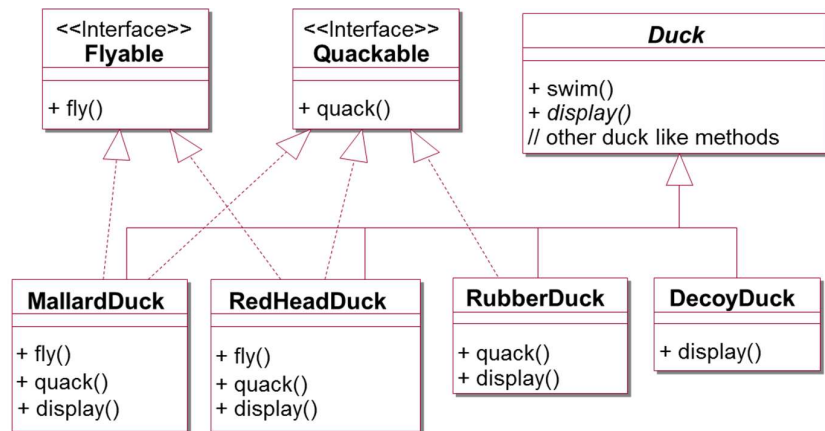 <<Interface>>
Flyable
+ fly()
<<Interface>>
Quackable
+ quack()
Duck
+ swim()
+ display()
// other duck like methods
MallardDuck
+ fly()
+ quack()
+ display()
RedHeadDuck
+ fly()
+ quack()
+ display()
RubberDuck
+ quack()
+ display()
DecoyDuck
+ display()